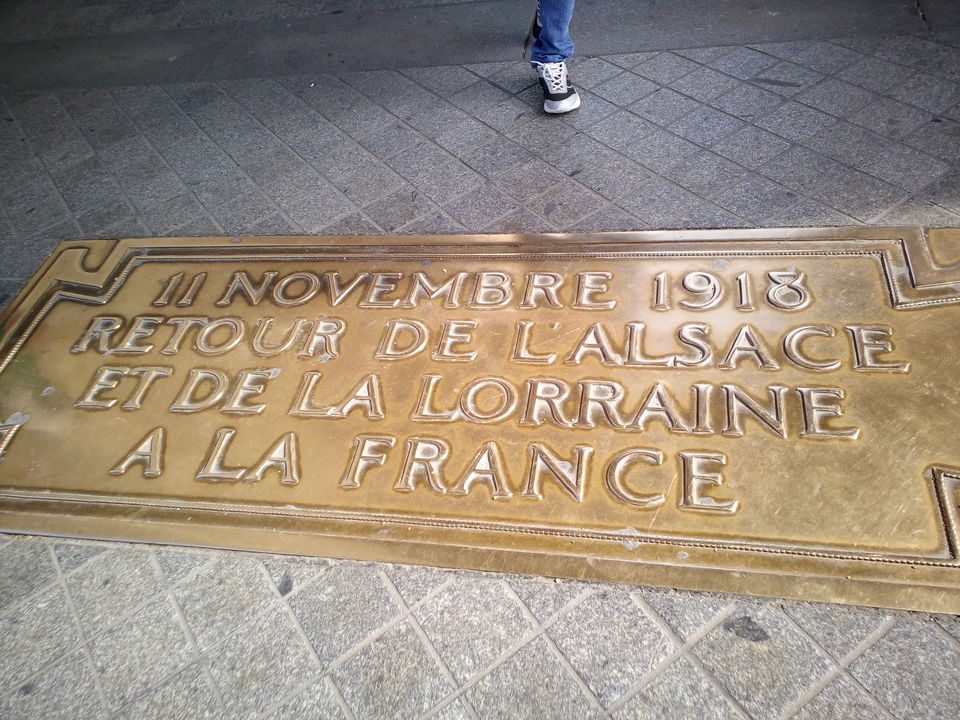 11 NOVEMBRE 1918
RETOUR DE L'ALSACE
ET DE LA LORRAINE
A LA FRANCE